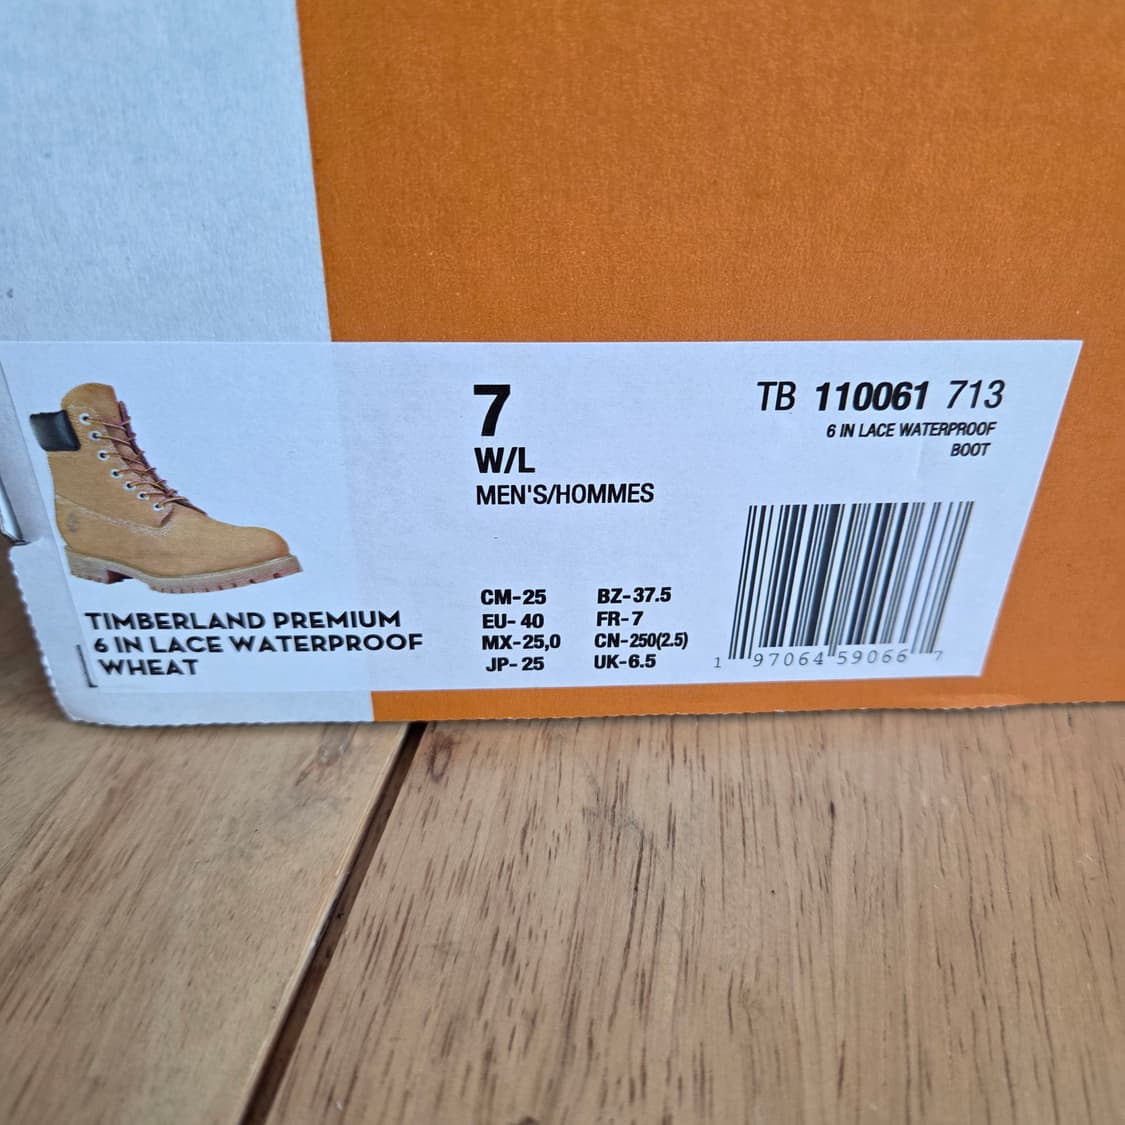 TIMBERLAND PREMIUM
6 IN LACE WATERPROOF
WHEAT
7
W/L
MEN'S/HOMMES
CM-25 BZ-37.5
EU- 40 FR-7
MX-25,0 CN-250(2.5)
JP- 25 UK-6.5
TB 110061 713
6 IN LACE WATERPROOF
BOOT
1 97064 59066 7